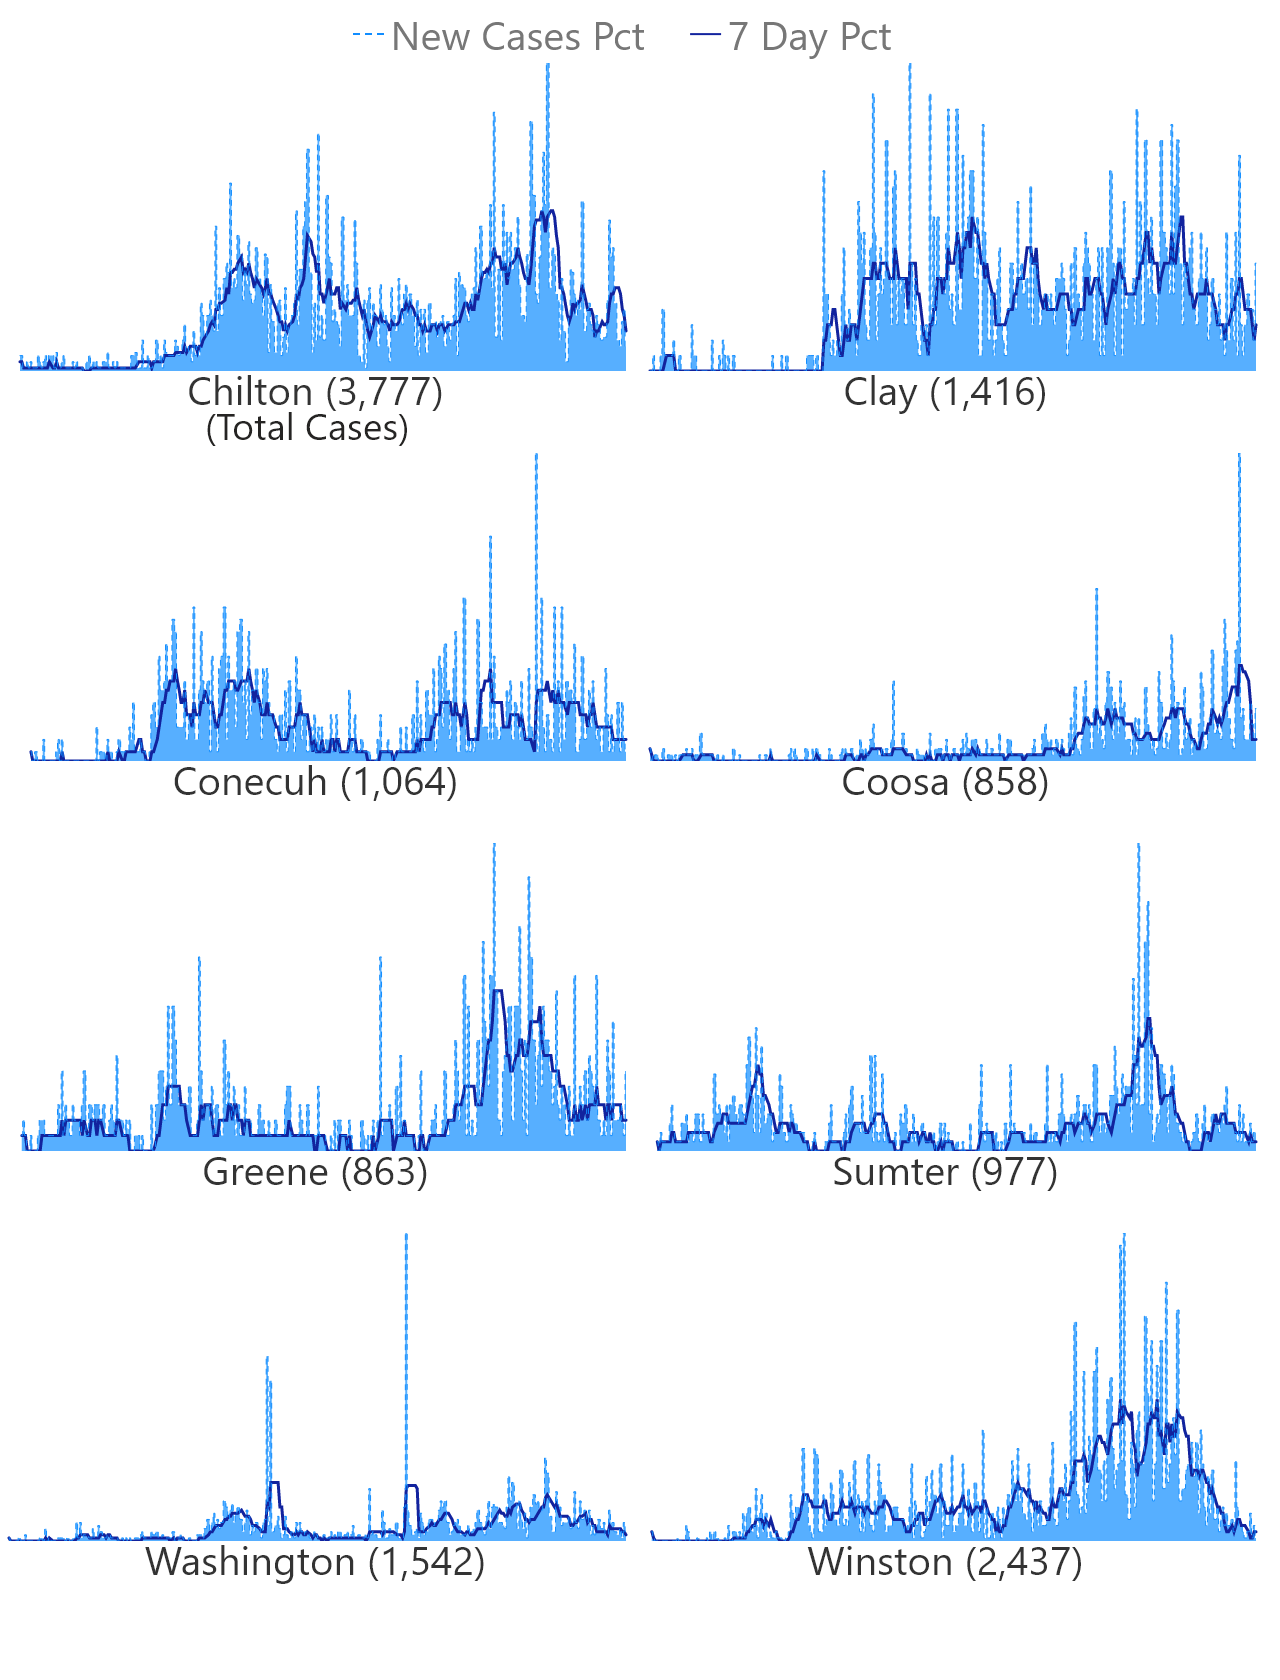 New Cases Pct 7 Day Pct
Chilton (3,777) Clay (1,416)
(Total Cases)
Conecuh (1,064) Coosa (858)
Greene (863) Sumter (977)
Washington (1,542) Winston (2,437)